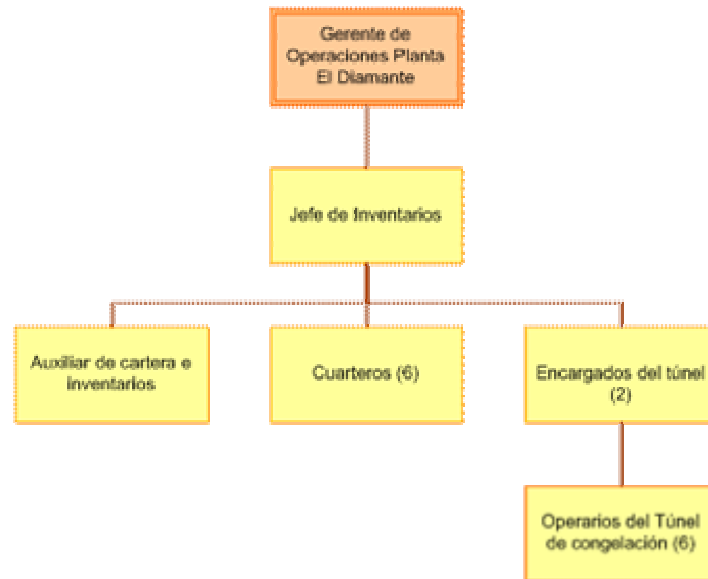 Gerente de
Operaciones Planta
El Diamante
Jefe de Inventarios
Auxiliar de cartera e
inventarios
Cuarteros (6)
Encargados del túnel
(2)
Operarios del Túnel
de congelación (6)